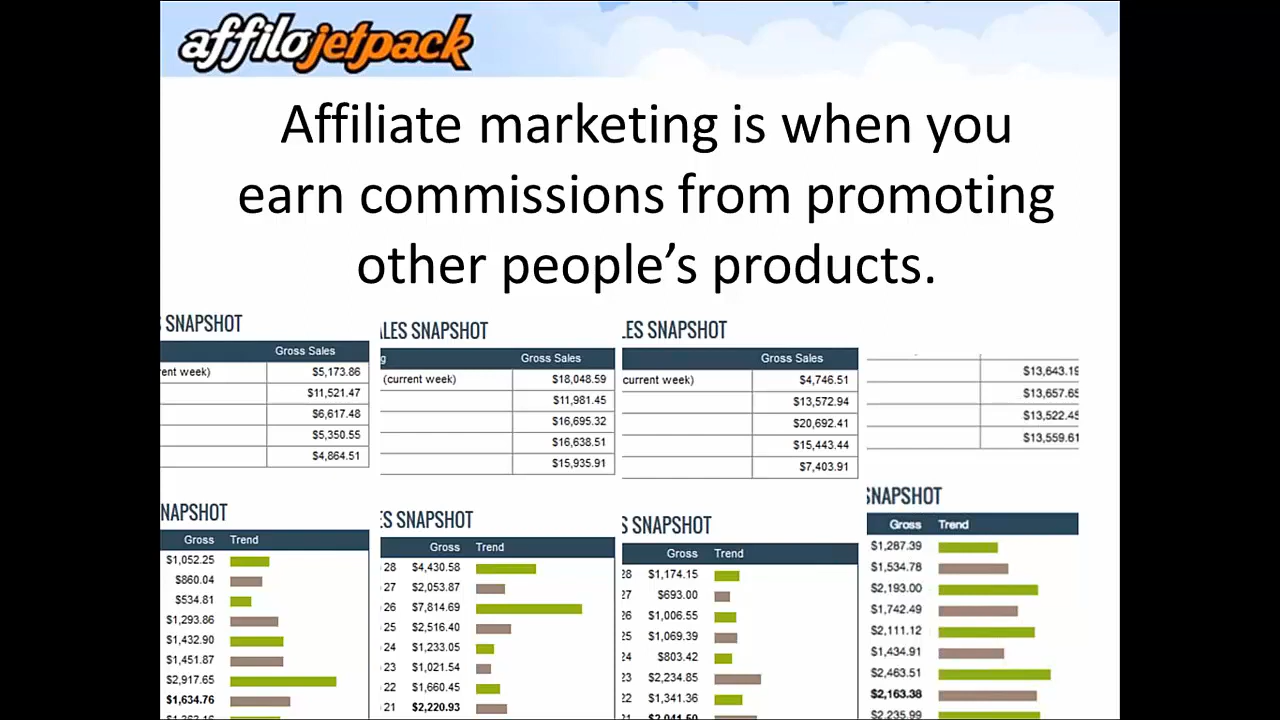 affilojetpack
Affiliate marketing is when you
earn commissions from promoting
other people's products.
SNAPSHOT
Gross Sales
ent week) $5,173.86
$11,521.47
$6,617.48
$5,350.55
$4,864.51
LES SNAPSHOT
g Gross Sales
(current week) $18,048.59
$11,981.45
$16,695.32
$16,638.51
$15,935.91
LES SNAPSHOT
Gross Sales
current week) $4,746.51
$13,572.94
$20,692.41
$15,443.44
$7,403.91
$13,643.19
$13,657.65
$13,522.45
$13,559.61
NAPSHOT
Gross Trend
$1,052.25
$860.04
$534.81
$1,293.86
$1,432.90
$1,451.87
$2,917.65
$1,634.76
ES SNAPSHOT
Gross Trend
28 $4,430.58
27 $2,053.87
26 $7,814.69
25 $2,516.40
24 $1,233.05
23 $1,021.54
22 $1,660.45
21 $2,220.93
S SNAPSHOT
Gross Trend
28 $1,174.15
27 $693.00
26 $1,006.55
25 $1,069.39
24 $803.42
23 $2,234.85
22 $1,341.36
21 $2,041.50
SNAPSHOT
Gross Trend
$1,287.39
$1,534.78
$2,193.00
$1,742.49
$2,111.12
$1,434.91
$2,463.51
$2,163.38
$2,235.99